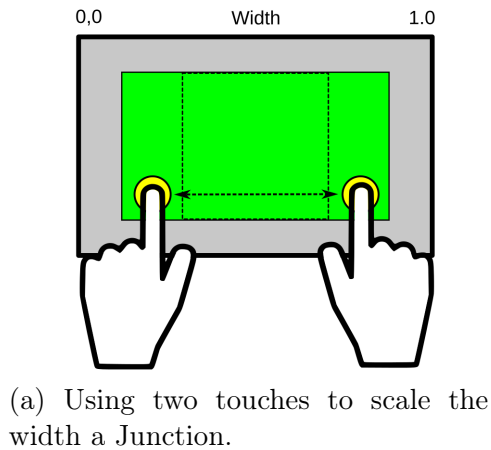 0,0 Width 1.0
(a) Using two touches to scale the
width a Junction.